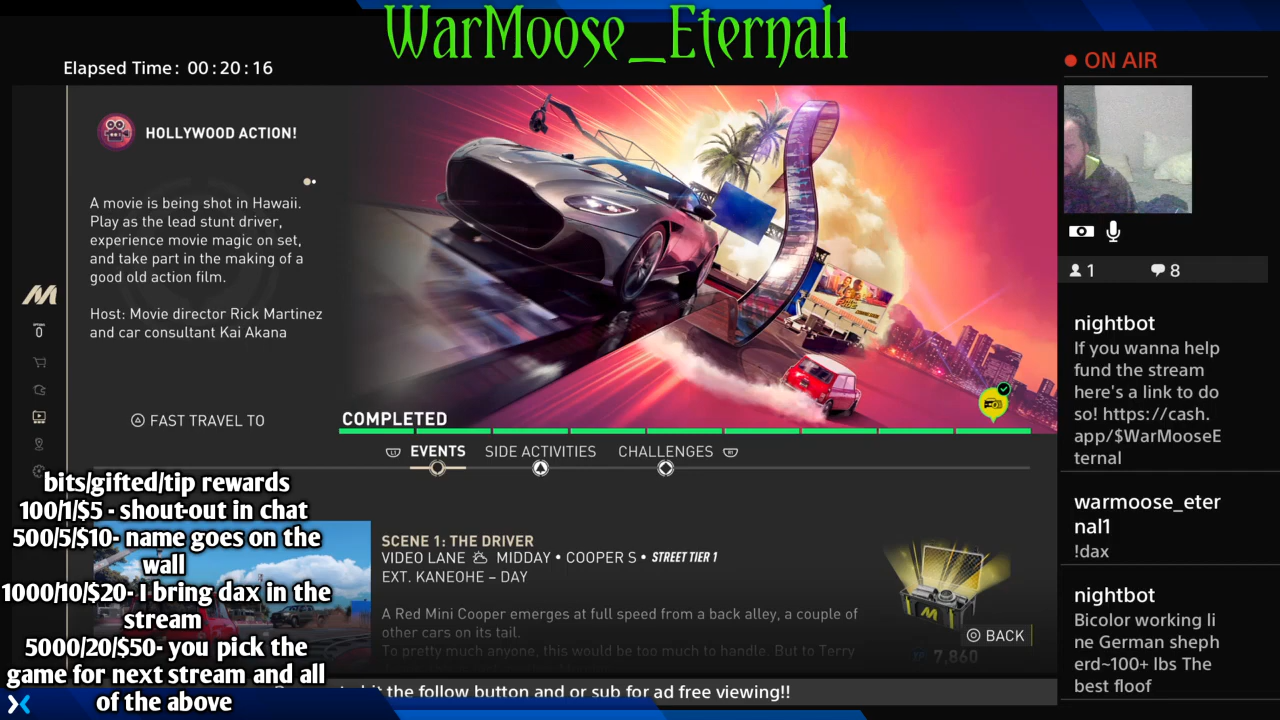 WarMoose_Eternal1
Elapsed Time: 00:20:16
ON AIR
HOLLYWOOD ACTION!
A movie is being shot in Hawaii.
Play as the lead stunt driver,
experience movie magic on set,
and take part in the making of a
good old action film.
Host: Movie director Rick Martinez
and car consultant Kai Akana
FAST TRAVEL TO
COMPLETED
EVENTS
SIDE ACTIVITIES
CHALLENGES
SCENE 1: THE DRIVER
VIDEO LANE MIDDAY • COOPER S • STREET TIER 1
EXT. KANEOHE – DAY
A Red Mini Cooper emerges at full speed from a back alley, a couple of
other cars on its tail.
To pretty much anyone, this would be too much to handle. But to Terry
BACK
7,860
bits/gifted/tip rewards
100/1/$5 - shout-out in chat
500/5/$10- name goes on the
wall
1000/10/$20- I bring dax in the
stream
5000/20/$50- you pick the
game for next stream and all
of the above
hit the follow button and or sub for ad free viewing!!
1
8
nightbot
If you wanna help
fund the stream
here's a link to do
so! https://cash.
app/$WarMooseE
ternal
warmoose_eter
nal1
!dax
nightbot
Bicolor working li
ne German sheph
erd~100+ lbs The
best floof